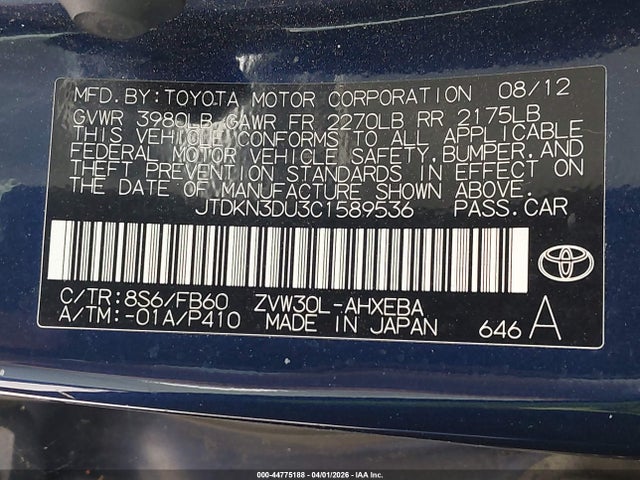 MFD.BY:TOYOTA MOTOR CORPORATION 08/12
GVWR 3980LB GAWR FR 2270LB RR 2175LB
THIS VEHICLE CONFORMS TO ALL APPLICABLE
FEDERAL MOTOR VEHICLE SAFETY,BUMPER,AND
THEFT PREVENTION STANDARDS IN EFFECT ON
THE DATE OF MANUFACTURE SHOWN ABOVE.
JTDKN3DU3C1589536 PASS.CAR
C/TR:8S6/FB60 ZVW30L-AHXEBA
A/TM:-01A/P410 MADE IN JAPAN 646 A
000-44775188 | 04/01/2026 | IAA Inc.